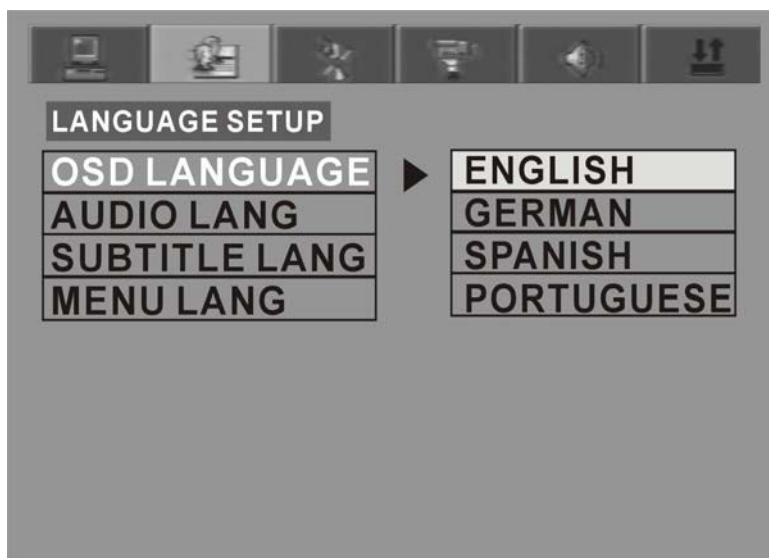 LANGUAGE SETUP
OSD LANGUAGE
AUDIO LANG
SUBTITLE LANG
MENU LANG
ENGLISH
GERMAN
SPANISH
PORTUGUESE